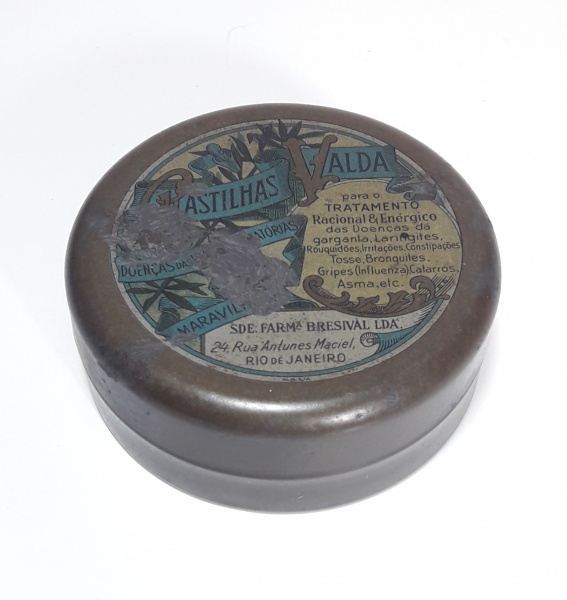 PASTILHAS VALDA
para o
TRATAMENTO
Racional & Enérgico
das Doenças da
garganta, Laringites,
Rouquidões, Irritações, Constipações
Tosse, Bronquites.
Gripes (Influenza) Catarros.
Asma, etc.
DOENÇAS DAS
MARAVIL
SDE. FARMA. BRESIVAL LDA.
24, Rua Antunes Maciel,
RIO DE JANEIRO